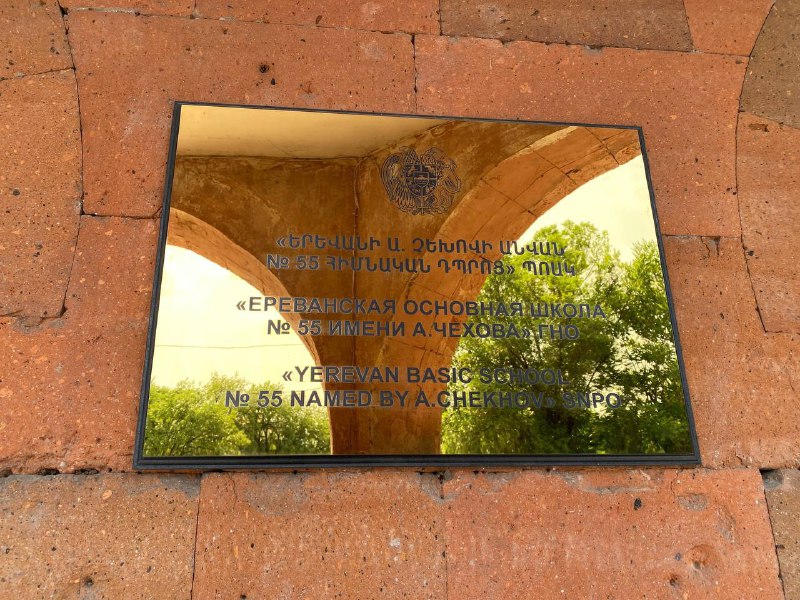 «ԵՐԵՎԱՆԻ Ա. ՉԵԽՈՎԻ ԱՆՎԱՆ
№ 55 ՀԻՄՆԱԿԱՆ ԴՊՐՈՑ» ՊՈԱԿ
«ЕРЕВАНСКАЯ ОСНОВНАЯ ШКОЛА
№ 55 ИМЕНИ А.ЧЕХОВА» ГНО
«YEREVAN BASIC SCHOOL
№ 55 NAMED BY A.CHEKHOV» SNPO